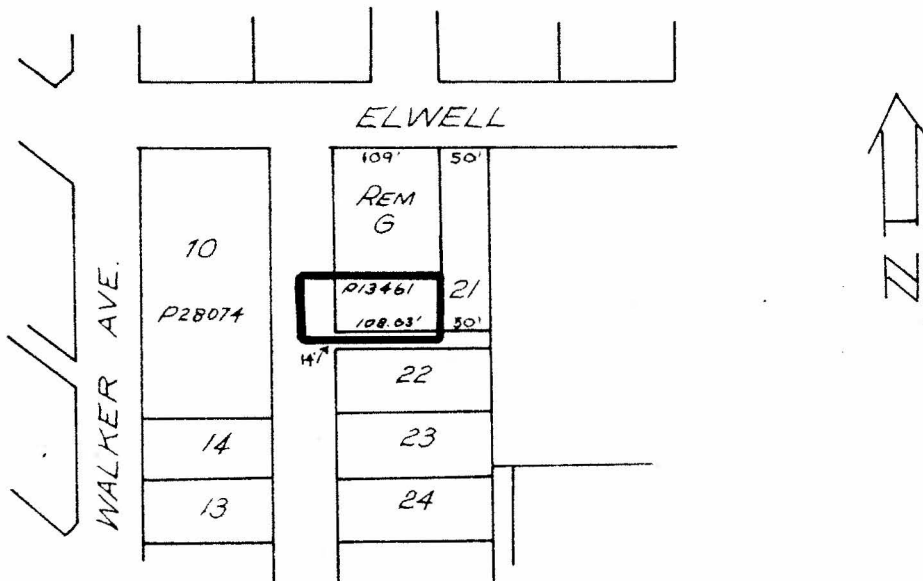 ELWELL
109' 50'
REM
G
10
P13461 21
P28074
108.03' 50'
14'
22
WALKER AVE.
14
23
13
24
N